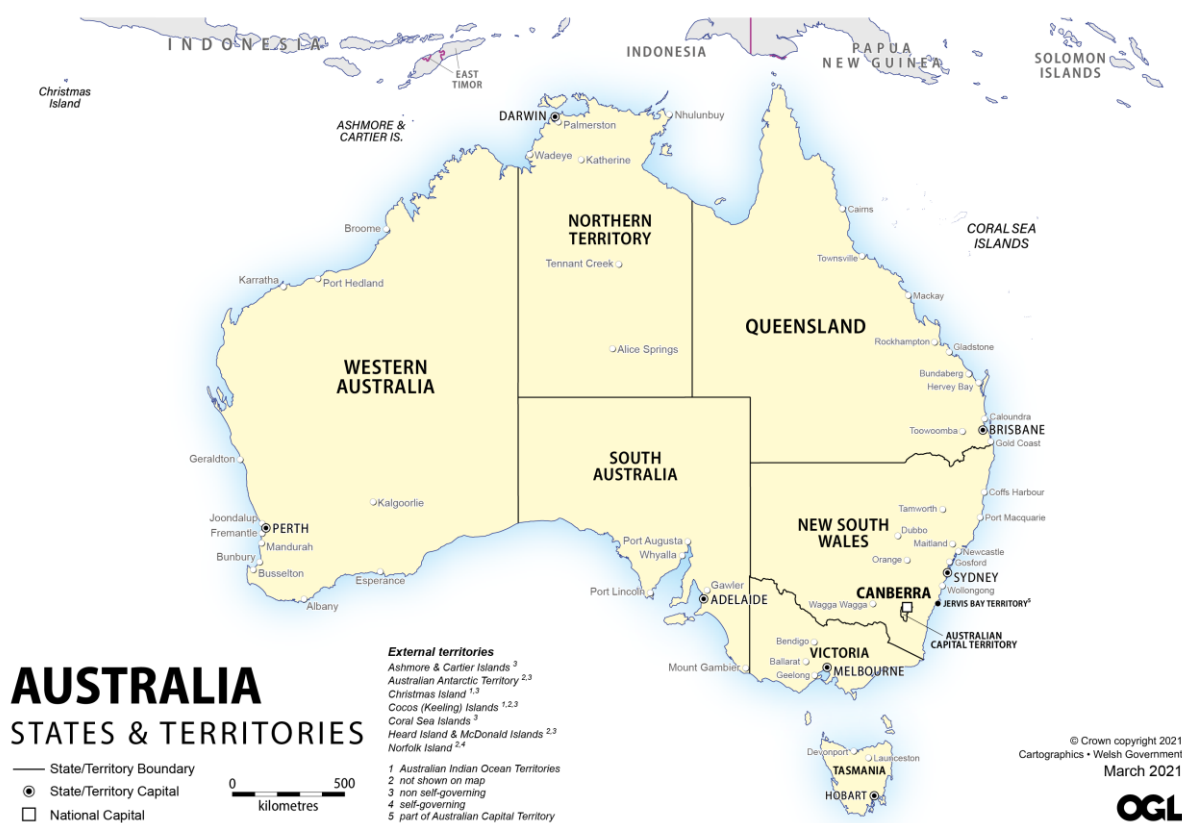 INDONESIA
EAST
TIMOR
INDONESIA
PAPUA
NEW GUINEA
SOLOMON
ISLANDS
Christmas
Island
ASHMORE &
CARTIER IS.
DARWIN
Palmerston
Nhulunbuy
Wadeye
Katherine
NORTHERN
TERRITORY
Tennant Creek
Alice Springs
Broome
Karratha
Port Hedland
WESTERN
AUSTRALIA
Geraldton
Kalgoorlie
Joondalup
PERTH
Fremantle
Mandurah
Bunbury
Busselton
Esperance
Albany
Cairns
CORAL SEA
ISLANDS
Townsville
Mackay
QUEENSLAND
Rockhampton
Gladstone
Bundaberg
Hervey Bay
Caloundra
Toowoomba
BRISBANE
Gold Coast
SOUTH
AUSTRALIA
Port Augusta
Whyalla
Port Lincoln
Gawler
ADELAIDE
Mount Gambier
Coffs Harbour
Tamworth
Port Macquarie
NEW SOUTH
WALES
Dubbo
Maitland
Newcastle
Orange
Gosford
SYDNEY
Wollongong
CANBERRA
Wagga Wagga
JERVIS BAY TERRITORY⁵
AUSTRALIAN
CAPITAL TERRITORY
Bendigo
VICTORIA
Ballarat
MELBOURNE
Geelong
Devonport
Launceston
TASMANIA
HOBART
AUSTRALIA
STATES & TERRITORIES
State/Territory Boundary
State/Territory Capital
National Capital
0 500
kilometres
External territories
Ashmore & Cartier Islands ³
Australian Antarctic Territory ²,³
Christmas Island ¹,³
Cocos (Keeling) Islands ¹,²,³
Coral Sea Islands ³
Heard Island & McDonald Islands ²,³
Norfolk Island ²,⁴
1 Australian Indian Ocean Territories
2 not shown on map
3 non self-governing
4 self-governing
5 part of Australian Capital Territory
© Crown copyright 2021
Cartographics • Welsh Government
March 2021
OGL